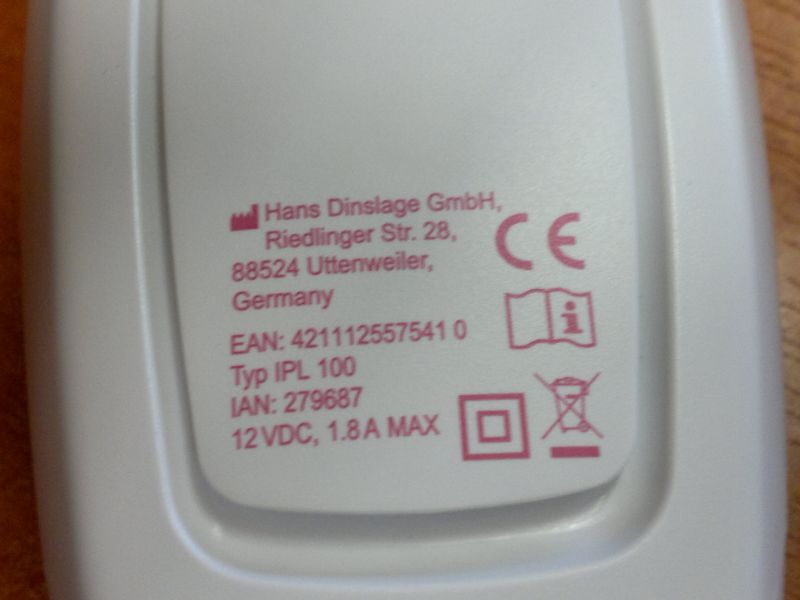 Hans Dinslage GmbH,
Riedlinger Str. 28,
88524 Uttenweiler,
Germany
EAN: 421112557541 0
Typ IPL 100
IAN: 279687
12 VDC, 1.8 A MAX
CE
i